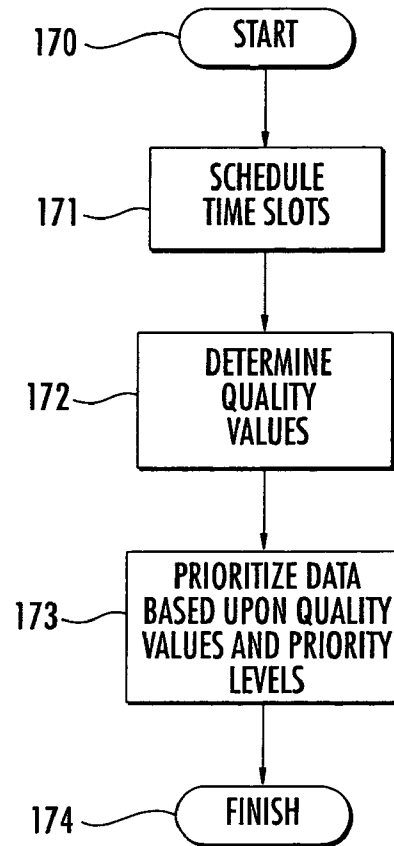 170
START
171
SCHEDULE
TIME SLOTS
172
DETERMINE
QUALITY
VALUES
173
PRIORITIZE DATA
BASED UPON QUALITY
VALUES AND PRIORITY
LEVELS
174
FINISH